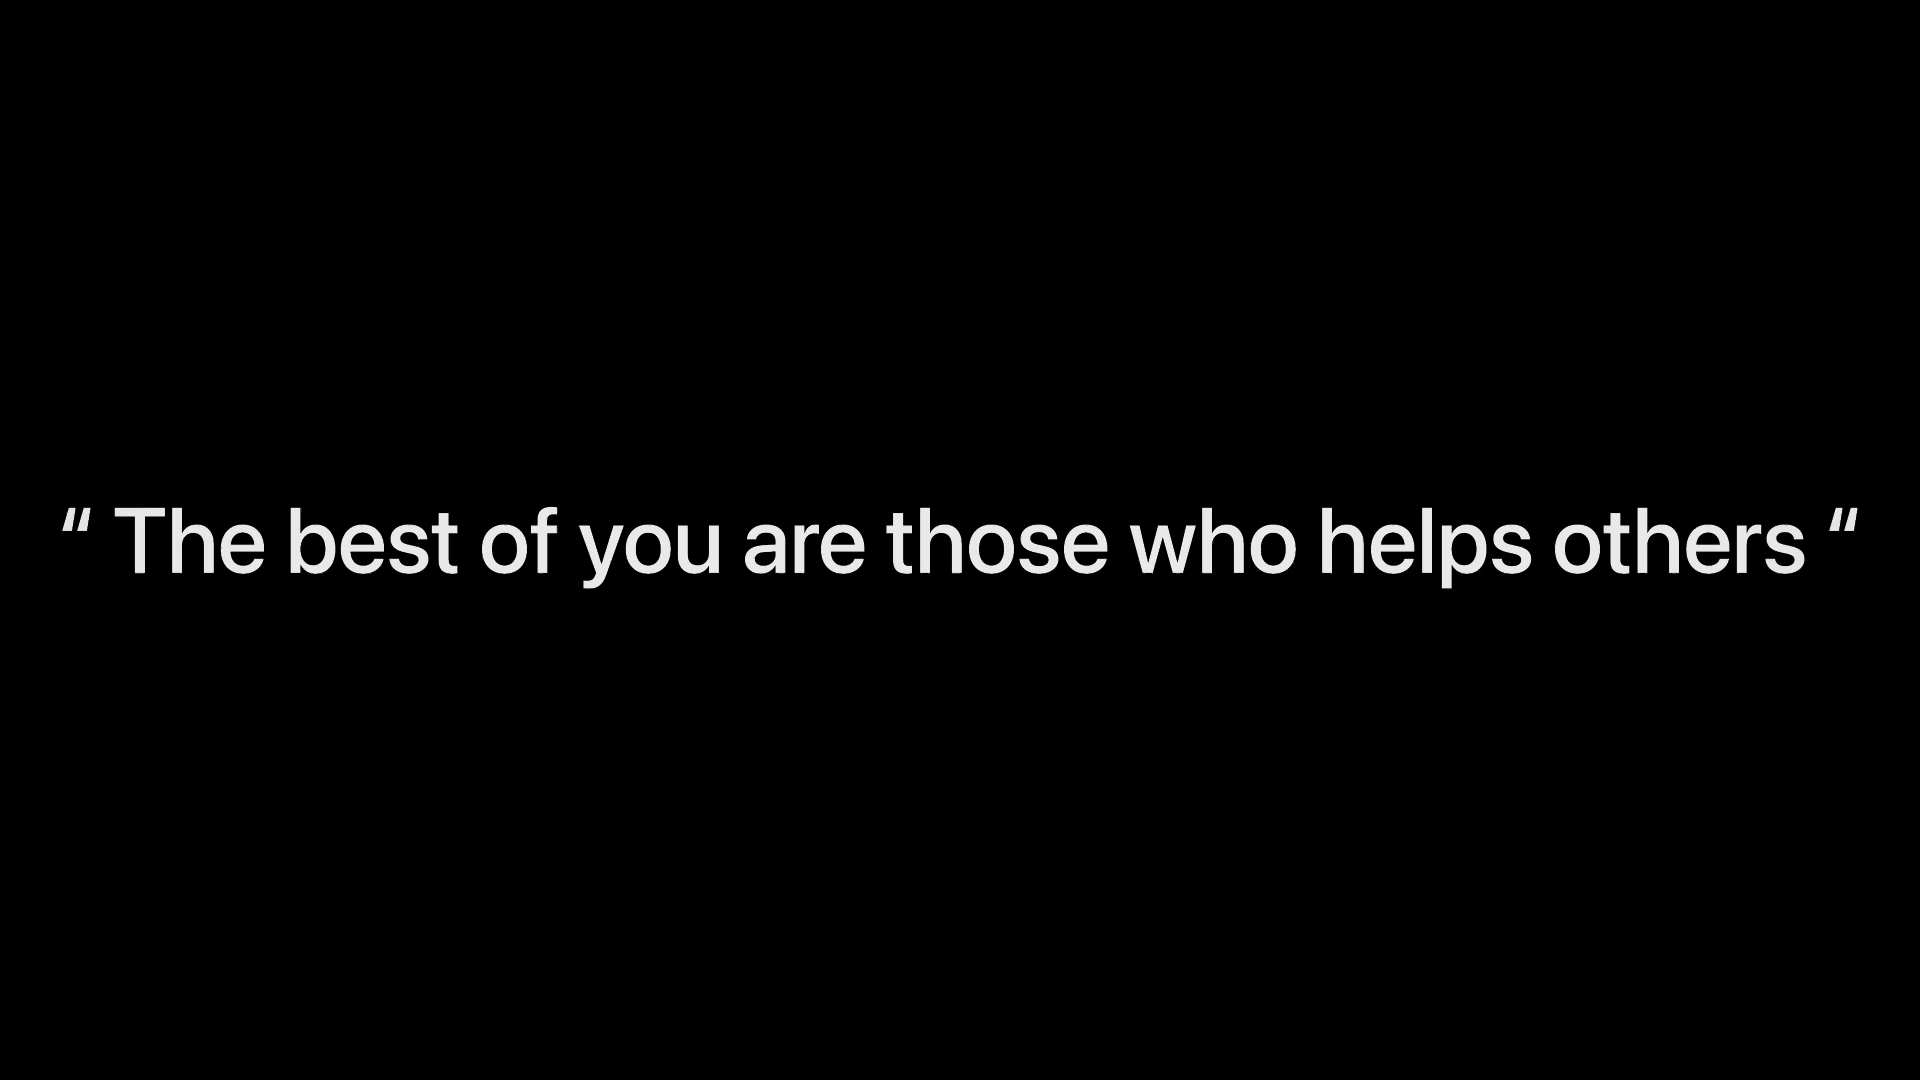 “ The best of you are those who helps others “